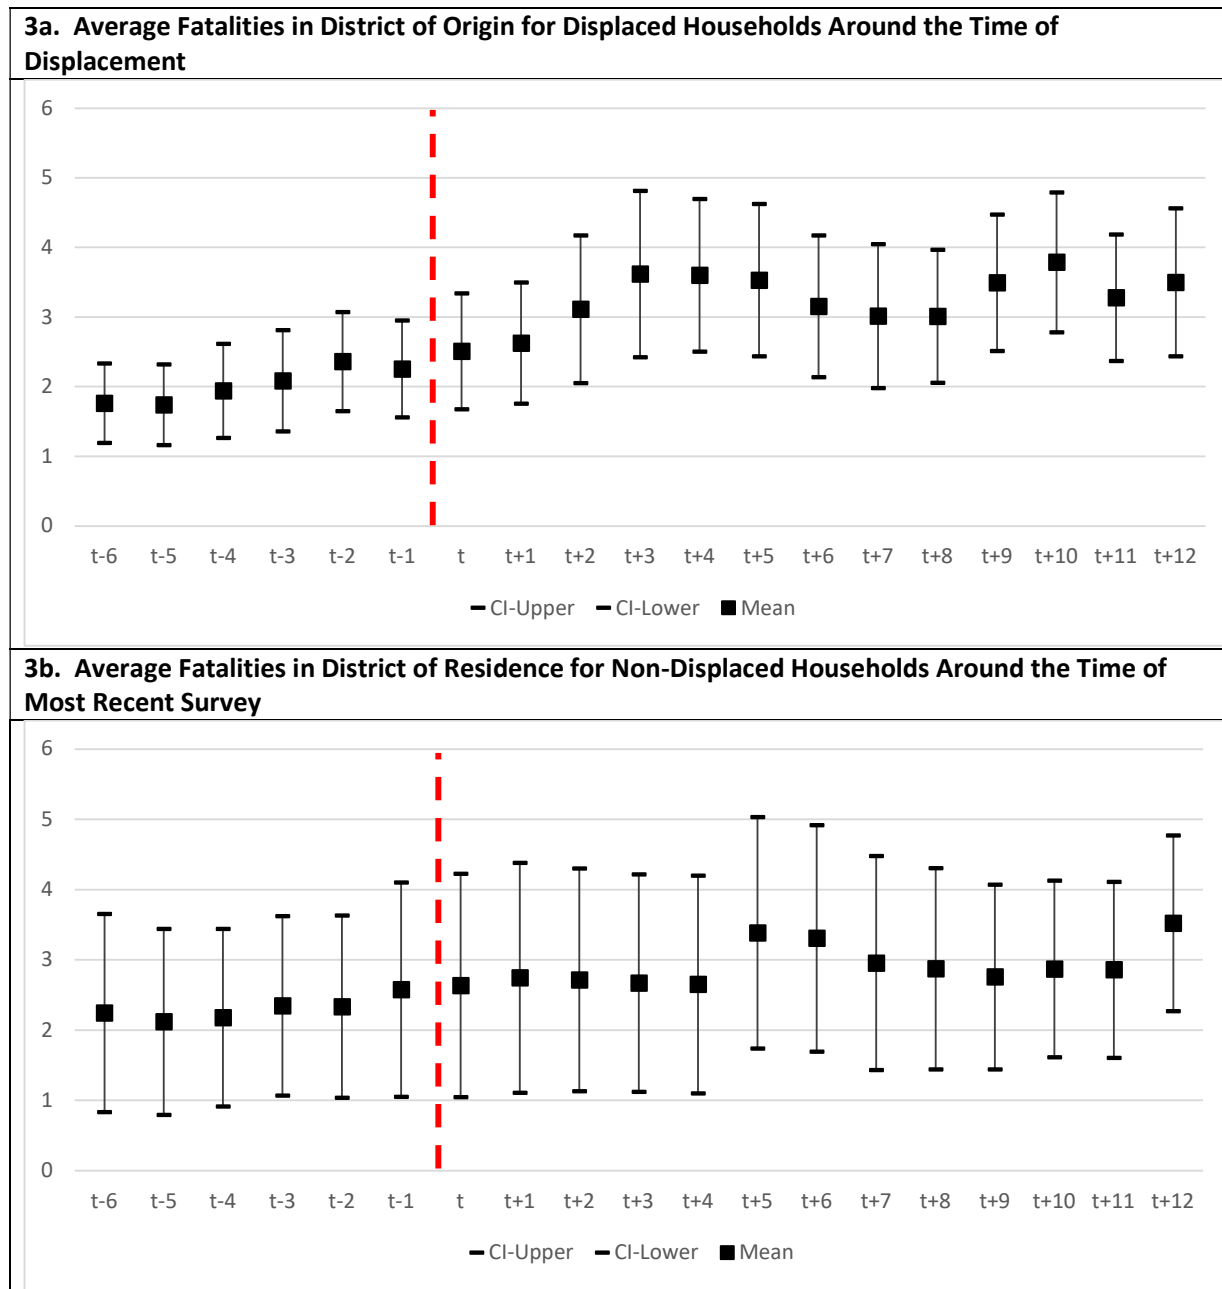 3a. Average Fatalities in District of Origin for Displaced Households Around the Time of
Displacement
6
5
4
3
2
1
0
t-6 t-5 t-4 t-3 t-2 t-1 t t+1 t+2 t+3 t+4 t+5 t+6 t+7 t+8 t+9 t+10 t+11 t+12
CI-Upper CI-Lower Mean
3b. Average Fatalities in District of Residence for Non-Displaced Households Around the Time of
Most Recent Survey
6
5
4
3
2
1
0
t-6 t-5 t-4 t-3 t-2 t-1 t t+1 t+2 t+3 t+4 t+5 t+6 t+7 t+8 t+9 t+10 t+11 t+12
CI-Upper CI-Lower Mean